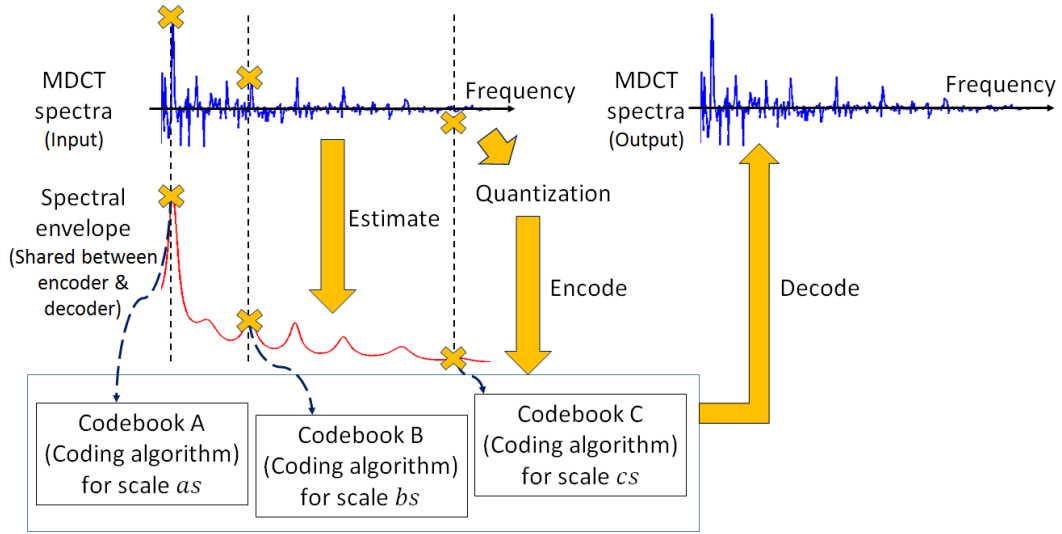 MDCT
spectra
(Input)
Frequency
MDCT
spectra
(Output)
Frequency
Spectral
envelope
(Shared between
encoder &
decoder)
Estimate
Quantization
Encode
Decode
Codebook A
(Coding algorithm)
for scale as
Codebook B
(Coding algorithm)
for scale bs
Codebook C
(Coding algorithm)
for scale cs